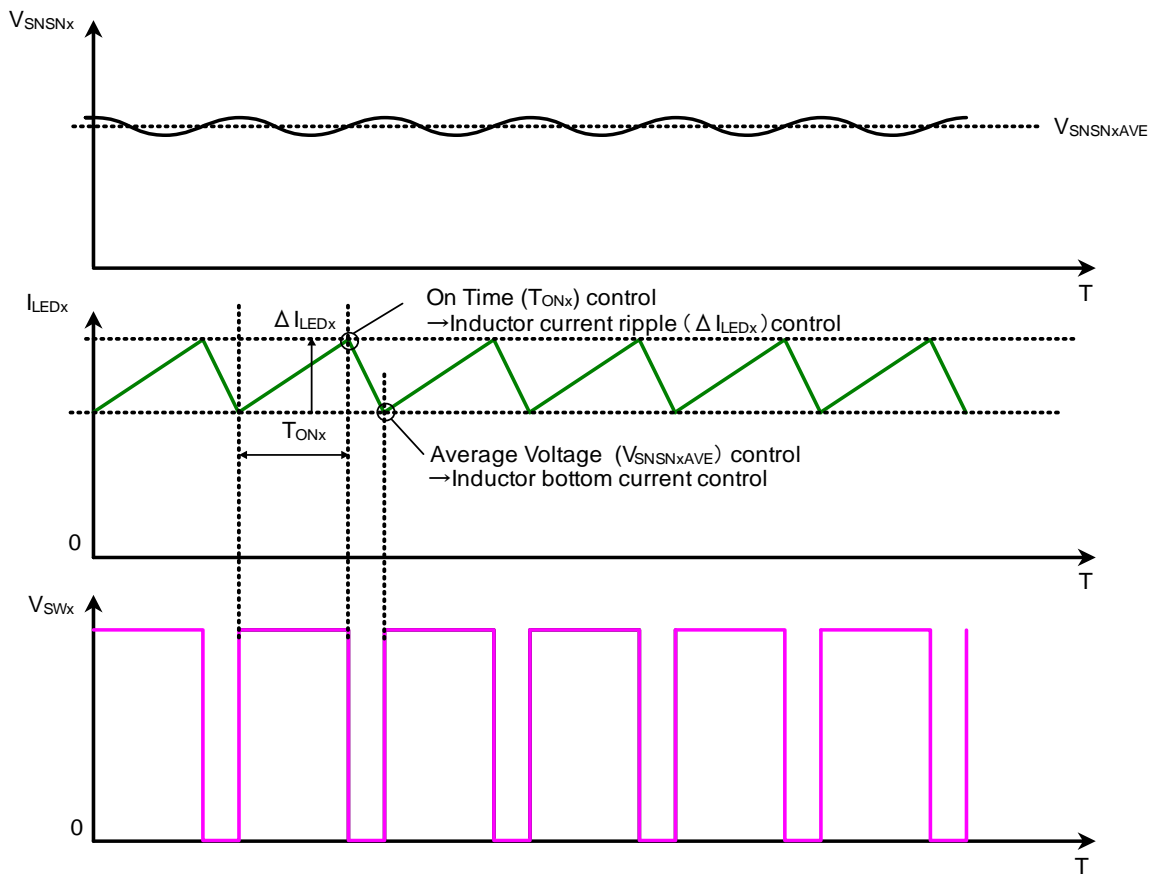 VSNSNx
VSNSNxAVE
T
ILEDx
On Time (TONx) control
ΔILEDx
→Inductor current ripple (ΔILEDx) control
TONx
Average Voltage (VSNSNxAVE) control
→Inductor bottom current control
0
T
VSWx
0
T